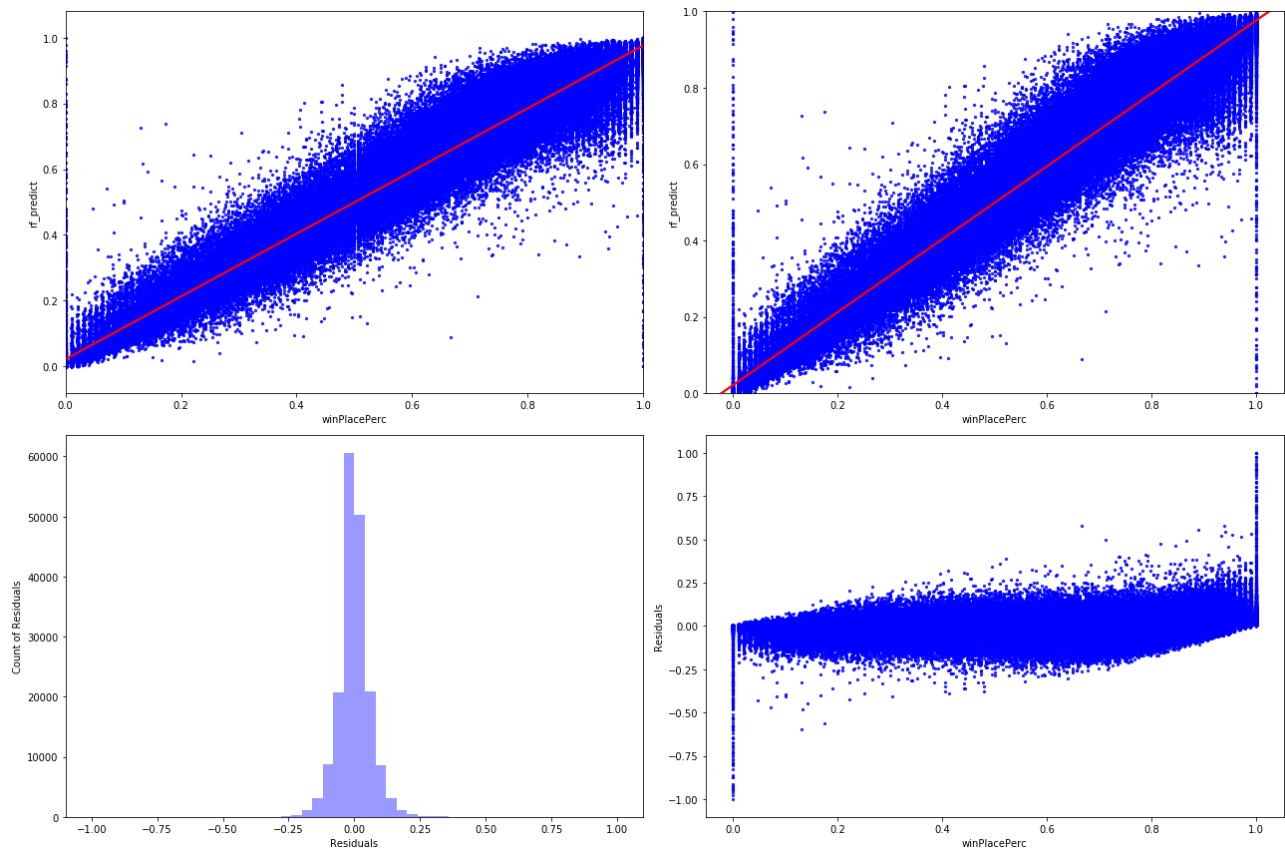 1.0
0.8
0.6
0.4
0.2
0.0
rf_predict
0.0 0.2 0.4 0.6 0.8 1.0
winPlacePerc
1.0
0.8
0.6
0.4
0.2
0.0
rf_predict
0.0 0.2 0.4 0.6 0.8 1.0
winPlacePerc
60000
50000
40000
30000
20000
10000
0
Count of Residuals
−1.00 −0.75 −0.50 −0.25 0.00 0.25 0.50 0.75 1.00
Residuals
1.00
0.75
0.50
0.25
0.00
−0.25
−0.50
−0.75
−1.00
Residuals
0.0 0.2 0.4 0.6 0.8 1.0
winPlacePerc